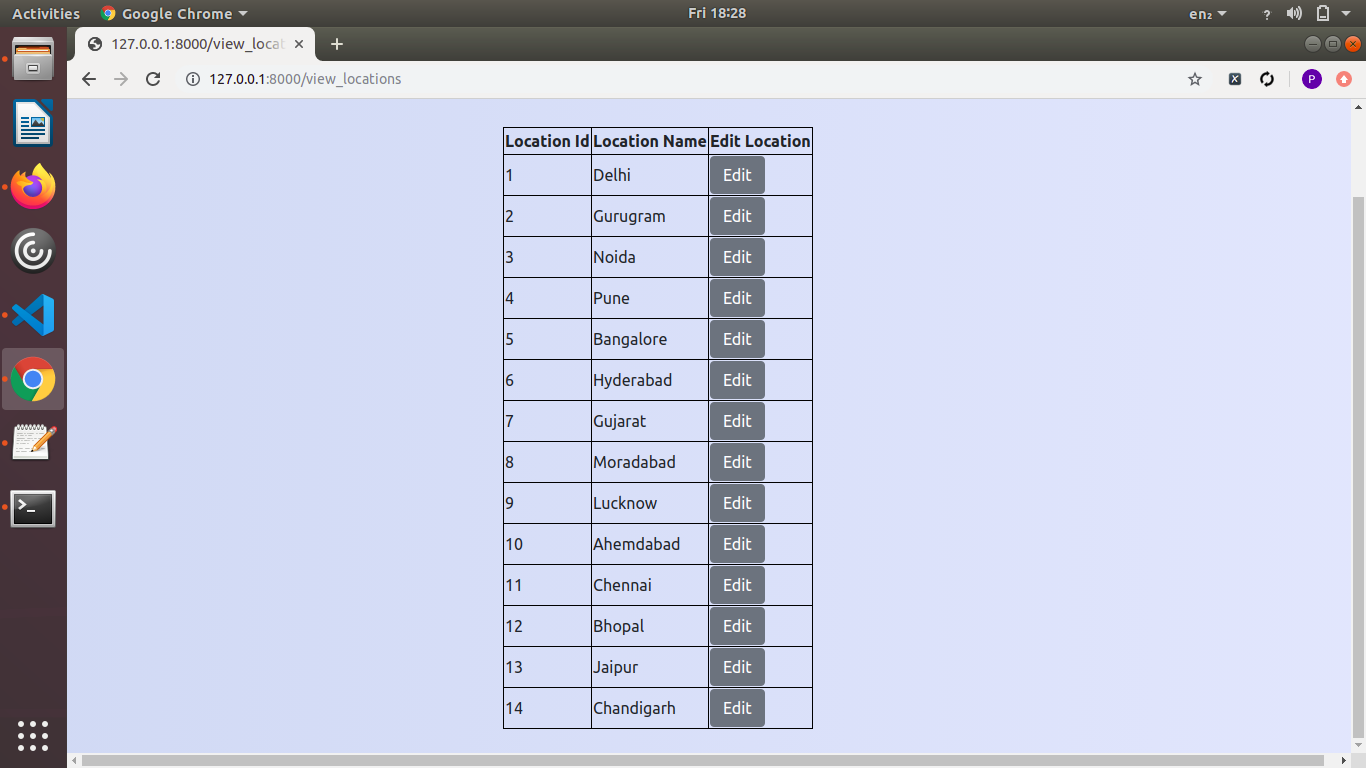 Activities Google Chrome Fri 18:28 en₂ ?
127.0.0.1:8000/view_locat
127.0.0.1:8000/view_locations P
Location Id Location Name Edit Location
1 Delhi Edit
2 Gurugram Edit
3 Noida Edit
4 Pune Edit
5 Bangalore Edit
6 Hyderabad Edit
7 Gujarat Edit
8 Moradabad Edit
9 Lucknow Edit
10 Ahemdabad Edit
11 Chennai Edit
12 Bhopal Edit
13 Jaipur Edit
14 Chandigarh Edit